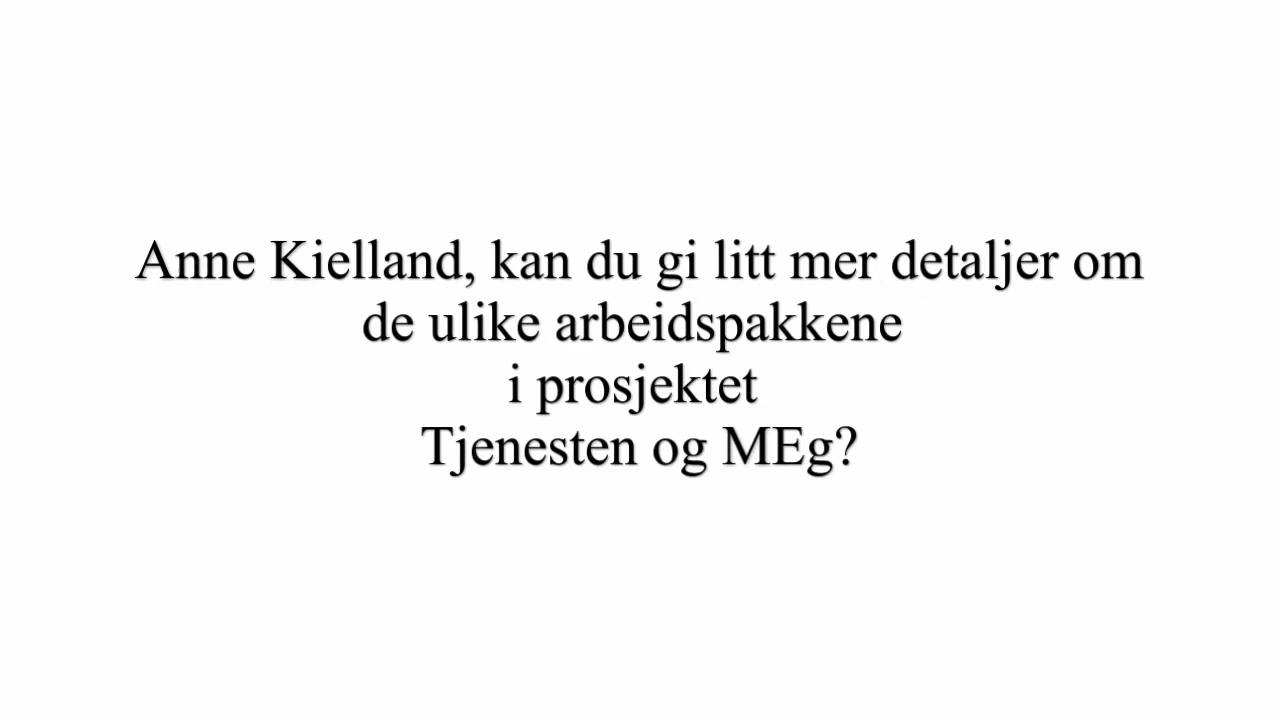 Anne Kielland, kan du gi litt mer detaljer om
de ulike arbeidspakkene
i prosjektet
Tjenesten og MEg?